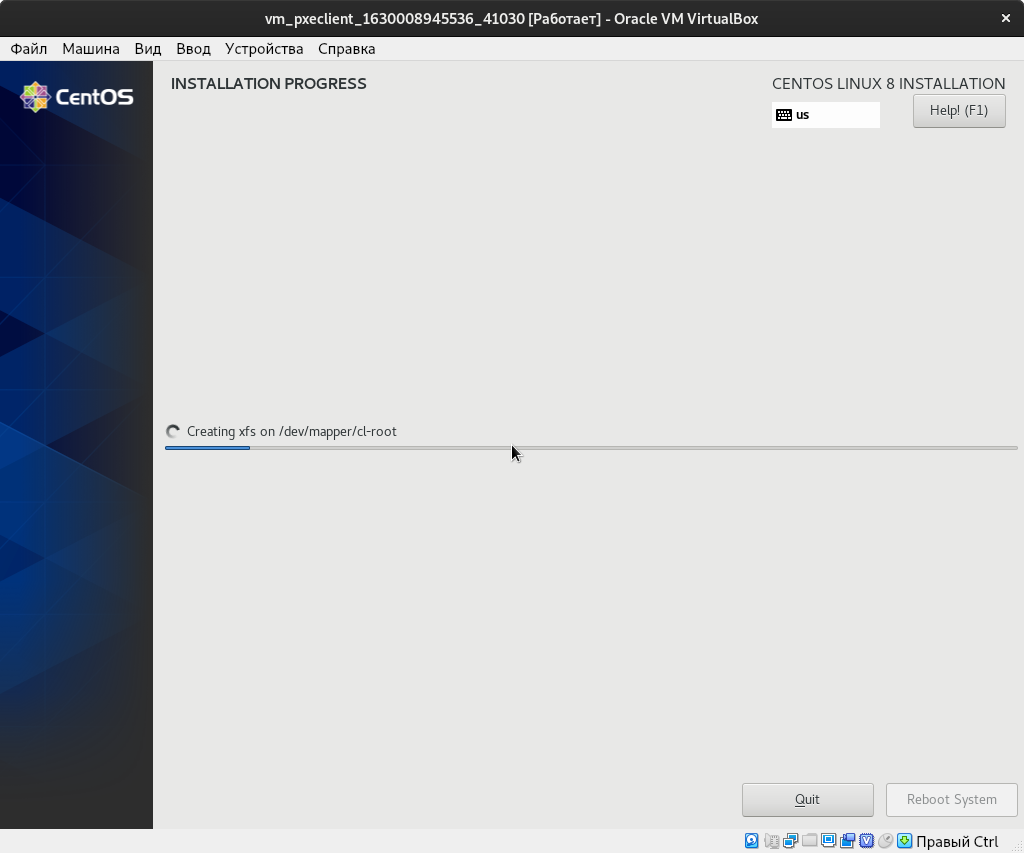 vm_pxeclient_1630008945536_41030 [Работает] - Oracle VM VirtualBox
Файл Машина Вид Ввод Устройства Справка
CentOS
INSTALLATION PROGRESS
CENTOS LINUX 8 INSTALLATION
us
Help! (F1)
Creating xfs on /dev/mapper/cl-root
Quit
Reboot System
Правый Ctrl